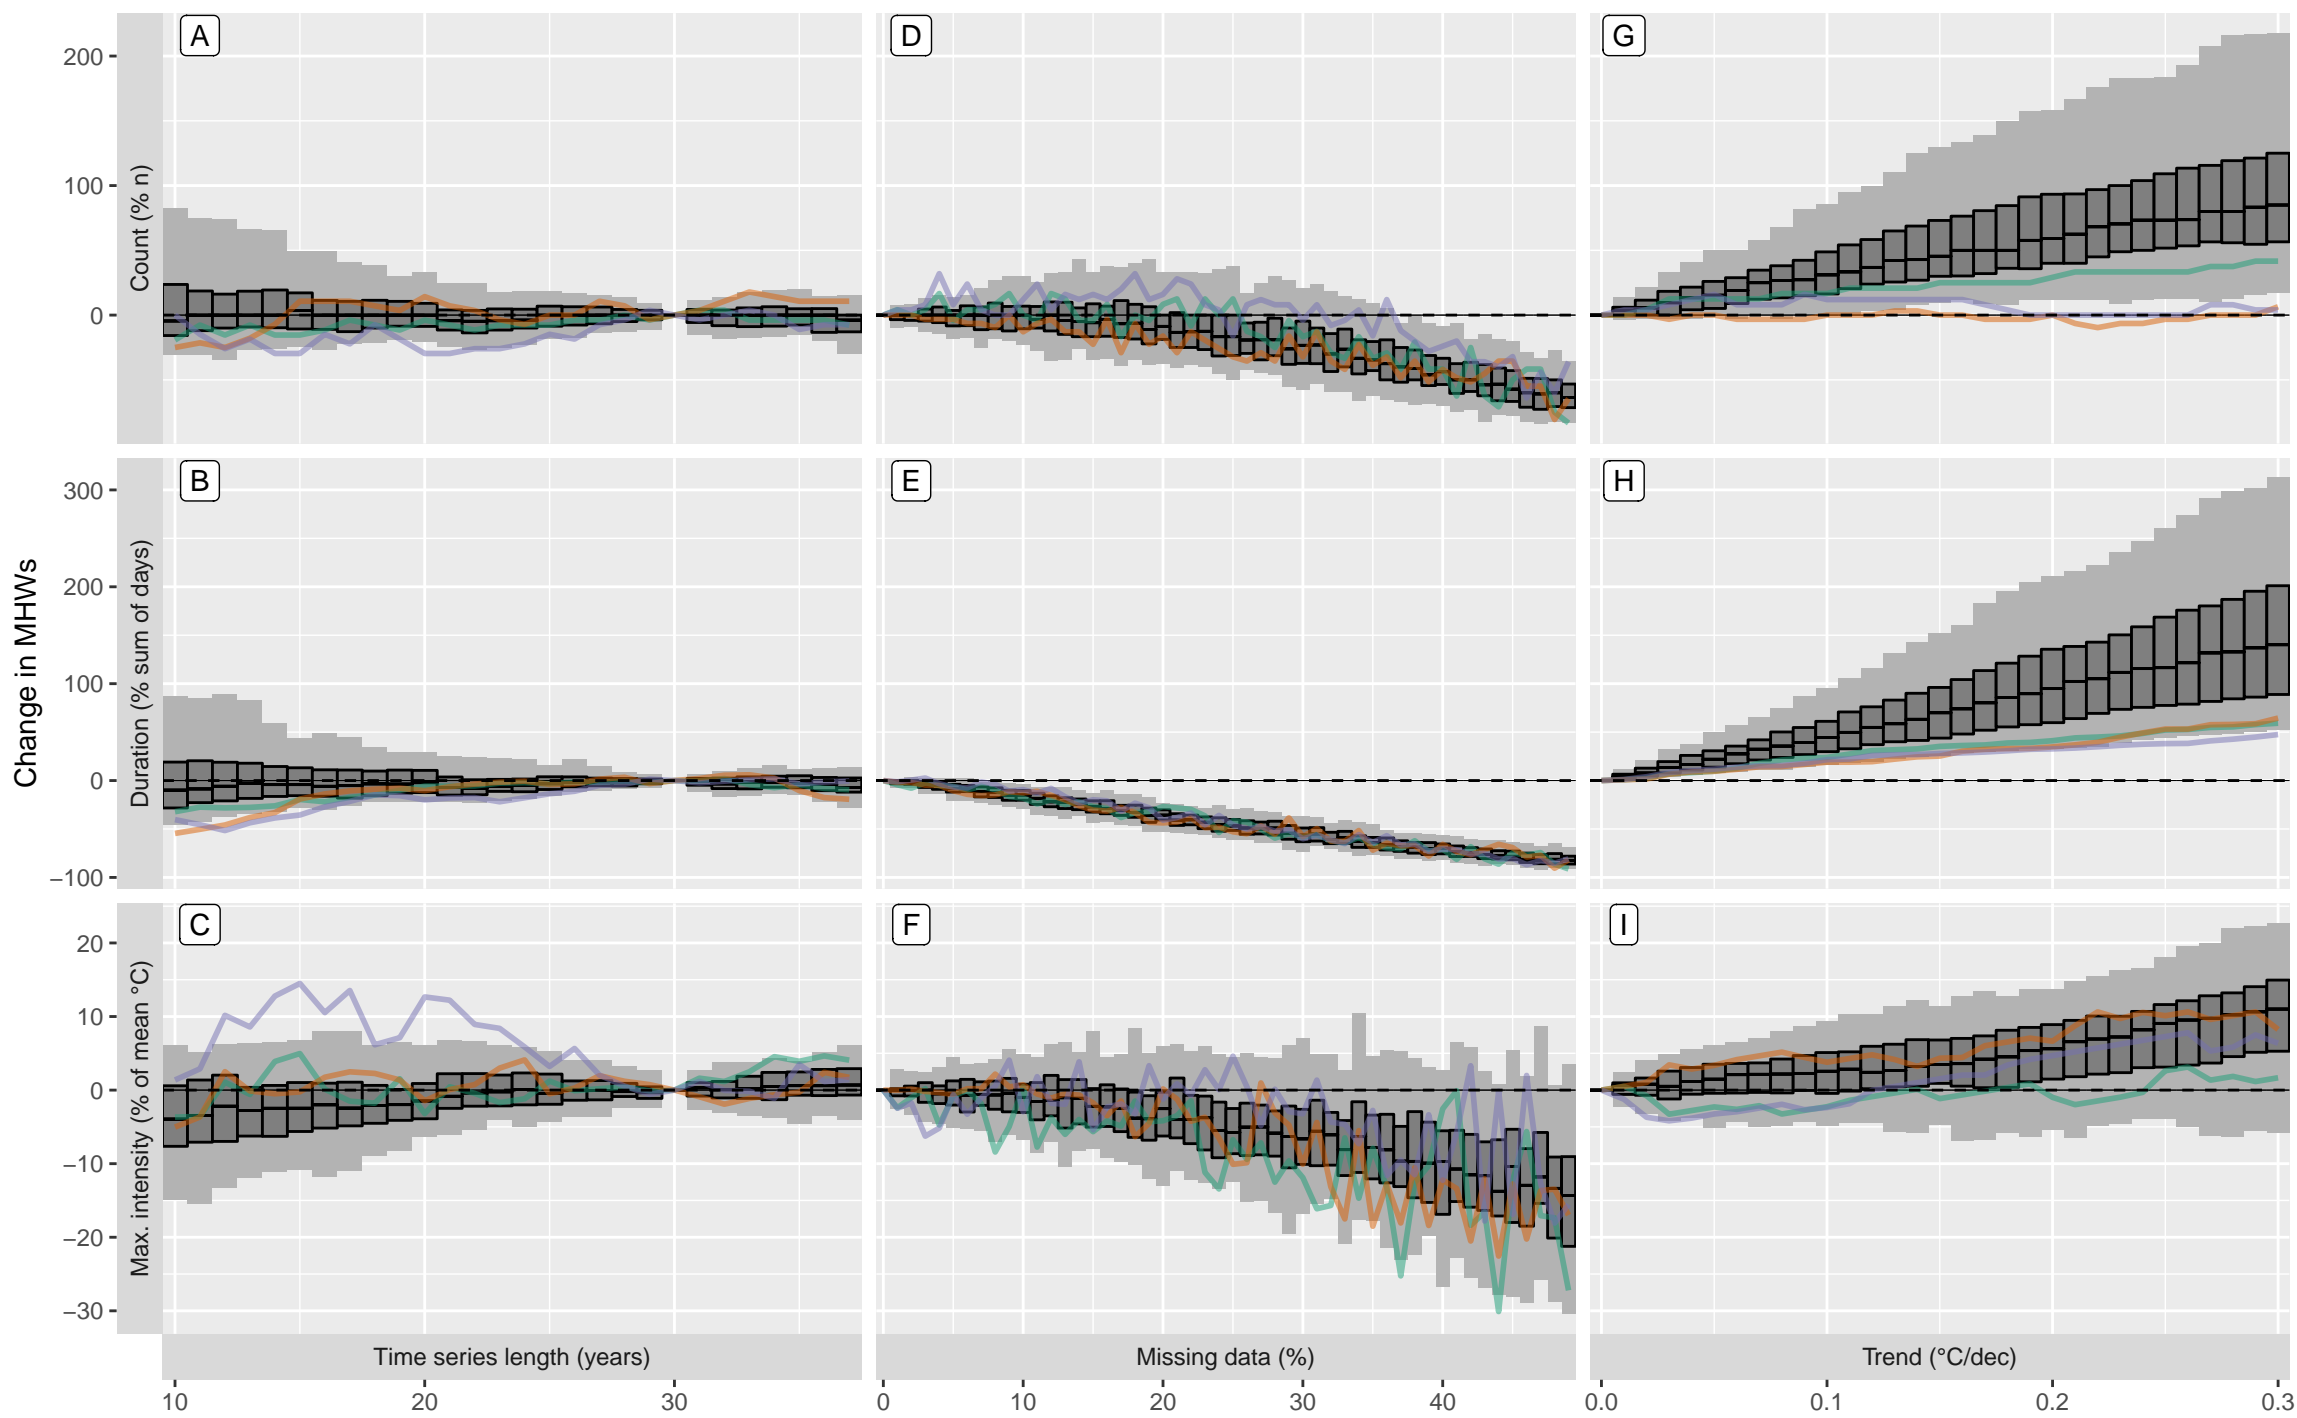 A
D
G
200
100
0
Count (% n)
B
E
H
300
200
100
0
−100
Duration (% sum of days)
Change in MHWs
C
F
I
20
10
0
−10
−20
−30
Max. intensity (% of mean °C)
Time series length (years)
Missing data (%)
Trend (°C/dec)
10 20 30
0 10 20 30 40
0.0 0.1 0.2 0.3